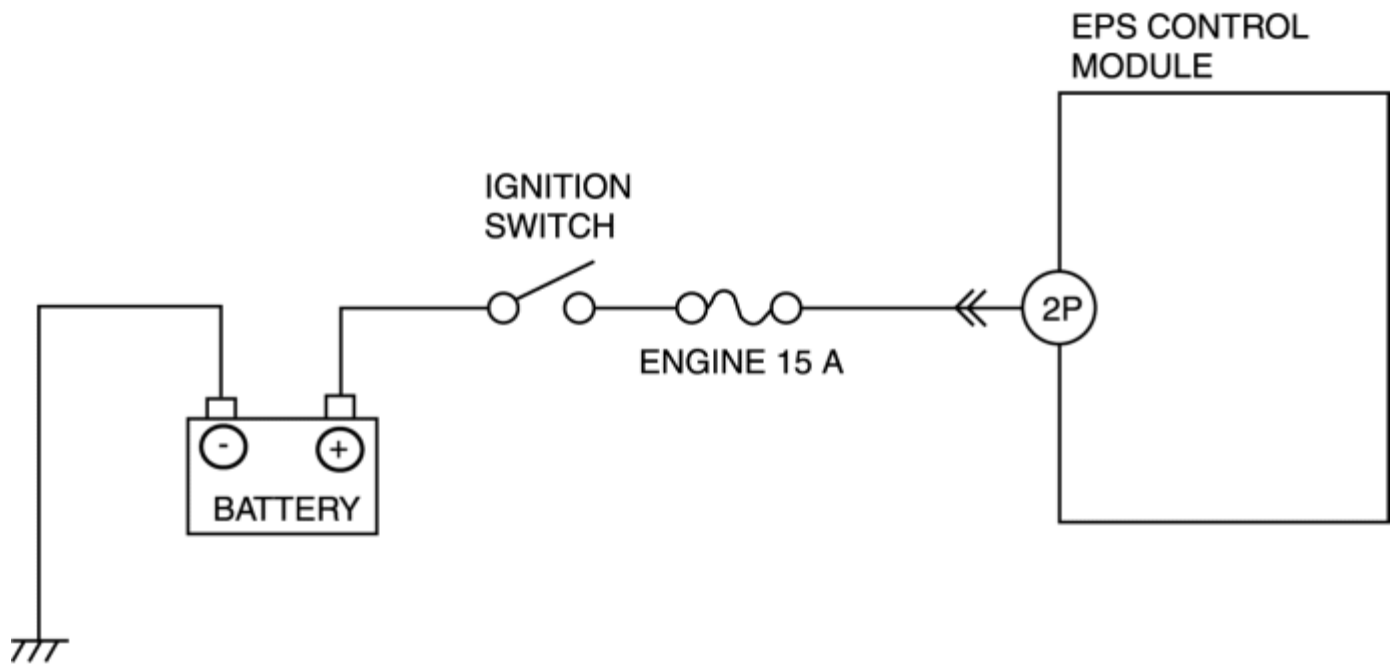 EPS CONTROL
MODULE
IGNITION
SWITCH
2P
ENGINE 15 A
- +
BATTERY